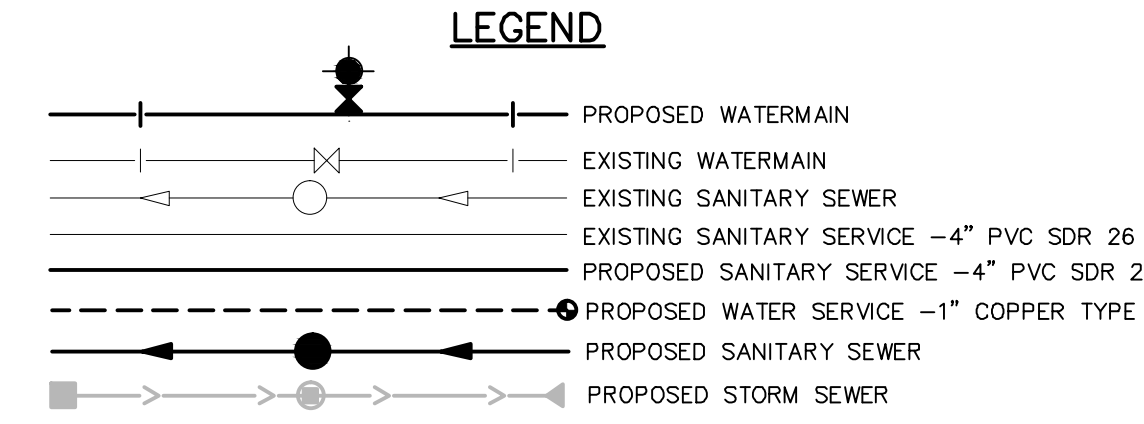 LEGEND
PROPOSED WATERMAIN
EXISTING WATERMAIN
EXISTING SANITARY SEWER
EXISTING SANITARY SERVICE -4" PVC SDR 26
PROPOSED SANITARY SERVICE -4" PVC SDR 2
PROPOSED WATER SERVICE -1" COPPER TYPE
PROPOSED SANITARY SEWER
PROPOSED STORM SEWER